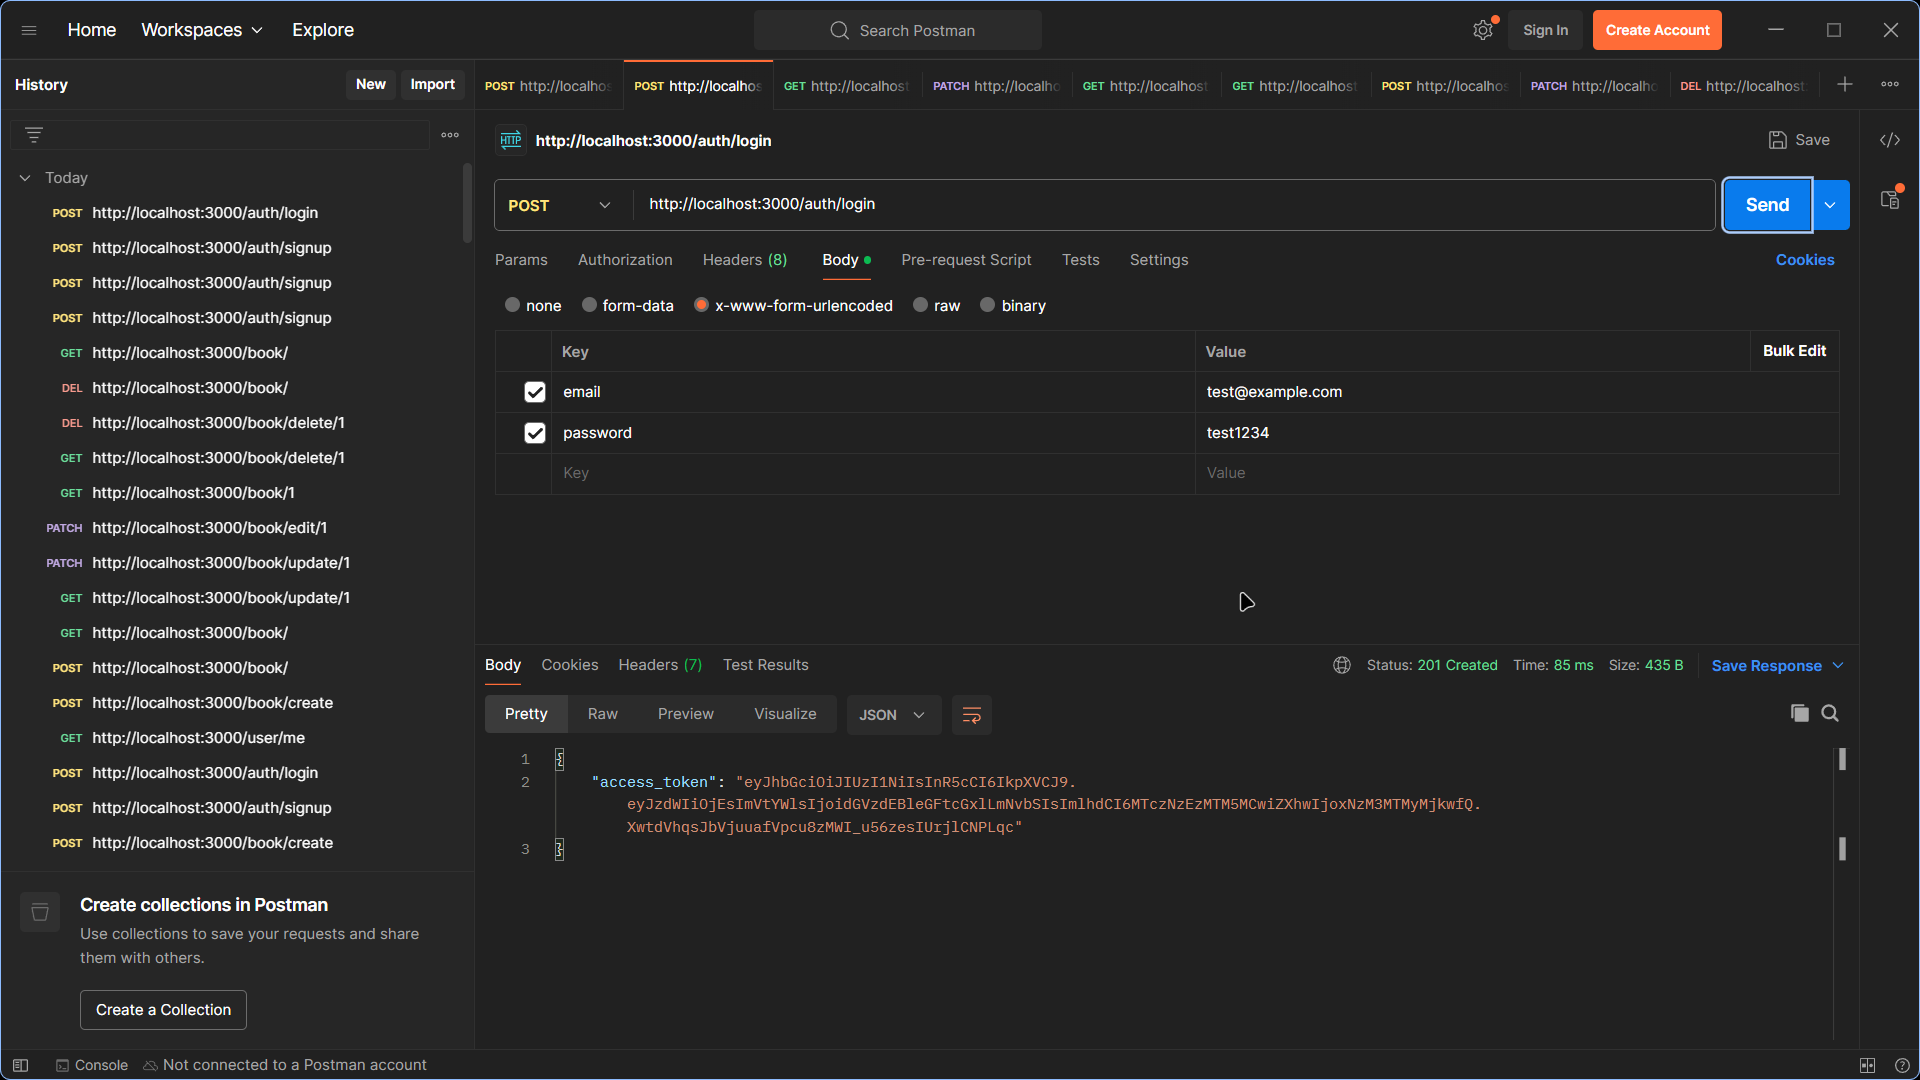 Home
Workspaces
Explore
Search Postman
Sign In
Create Account
History
New
Import
POST http://localhos
POST http://localhos
GET http://localhost
PATCH http://localho
GET http://localhost
GET http://localhost
POST http://localhos
PATCH http://localho
DEL http://localhost:
HTTP http://localhost:3000/auth/login
Save
Today
POST http://localhost:3000/auth/login
POST http://localhost:3000/auth/signup
POST http://localhost:3000/auth/signup
POST http://localhost:3000/auth/signup
GET http://localhost:3000/book/
DEL http://localhost:3000/book/
DEL http://localhost:3000/book/delete/1
GET http://localhost:3000/book/delete/1
GET http://localhost:3000/book/1
PATCH http://localhost:3000/book/edit/1
PATCH http://localhost:3000/book/update/1
GET http://localhost:3000/book/update/1
GET http://localhost:3000/book/
POST http://localhost:3000/book/
POST http://localhost:3000/book/create
GET http://localhost:3000/user/me
POST http://localhost:3000/auth/login
POST http://localhost:3000/auth/signup
POST http://localhost:3000/book/create
Create collections in Postman
Use collections to save your requests and share
them with others.
Create a Collection
POST http://localhost:3000/auth/login
Send
Params Authorization Headers (8) Body Pre-request Script Tests Settings
Cookies
none form-data x-www-form-urlencoded raw binary
Key Value Bulk Edit
email test@example.com
password test1234
Key Value
Body Cookies Headers (7) Test Results
Status: 201 Created Time: 85 ms Size: 435 B Save Response
Pretty Raw Preview Visualize JSON
1 {
2 "access_token": "eyJhbGciOiJIUzI1NiIsInR5cCI6IkpXVCJ9.
eyJzdWIiOjEsImVtYWlsIjoidGVzdEBleGFtcGxlLmNvbSIsImlhdCI6MTczNzEzMTM5MCwiZXhwIjoxNzM3MTMyMjkwfQ.
XwtdVhqsJbVjuuafVpcu8zMWI_u56zesIUrjlCNPLqc"
3 }
Console
Not connected to a Postman account